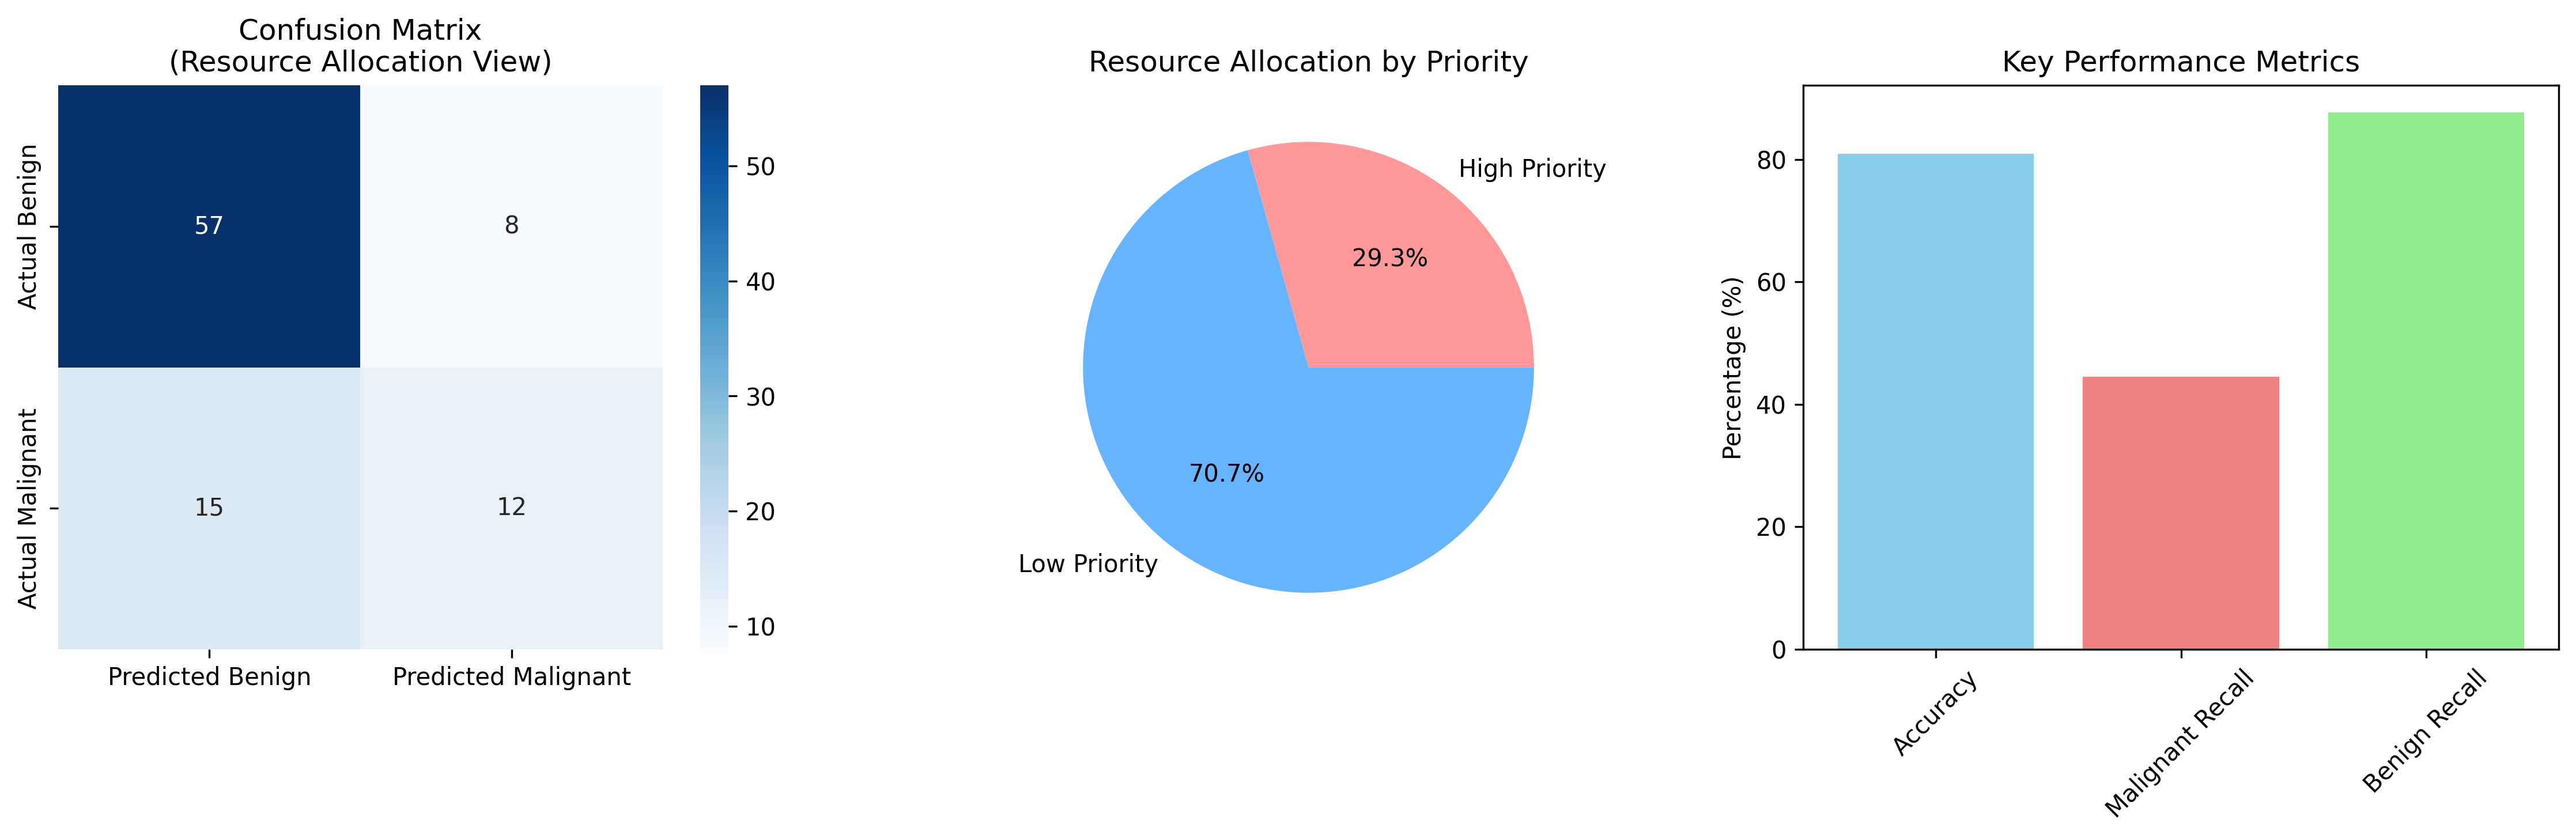 Confusion Matrix
(Resource Allocation View)
Actual Benign
Actual Malignant
57
8
15
12
Predicted Benign
Predicted Malignant
50
40
30
20
10
Resource Allocation by Priority
High Priority
29.3%
70.7%
Low Priority
Key Performance Metrics
Percentage (%)
80
60
40
20
0
Accuracy
Malignant Recall
Benign Recall